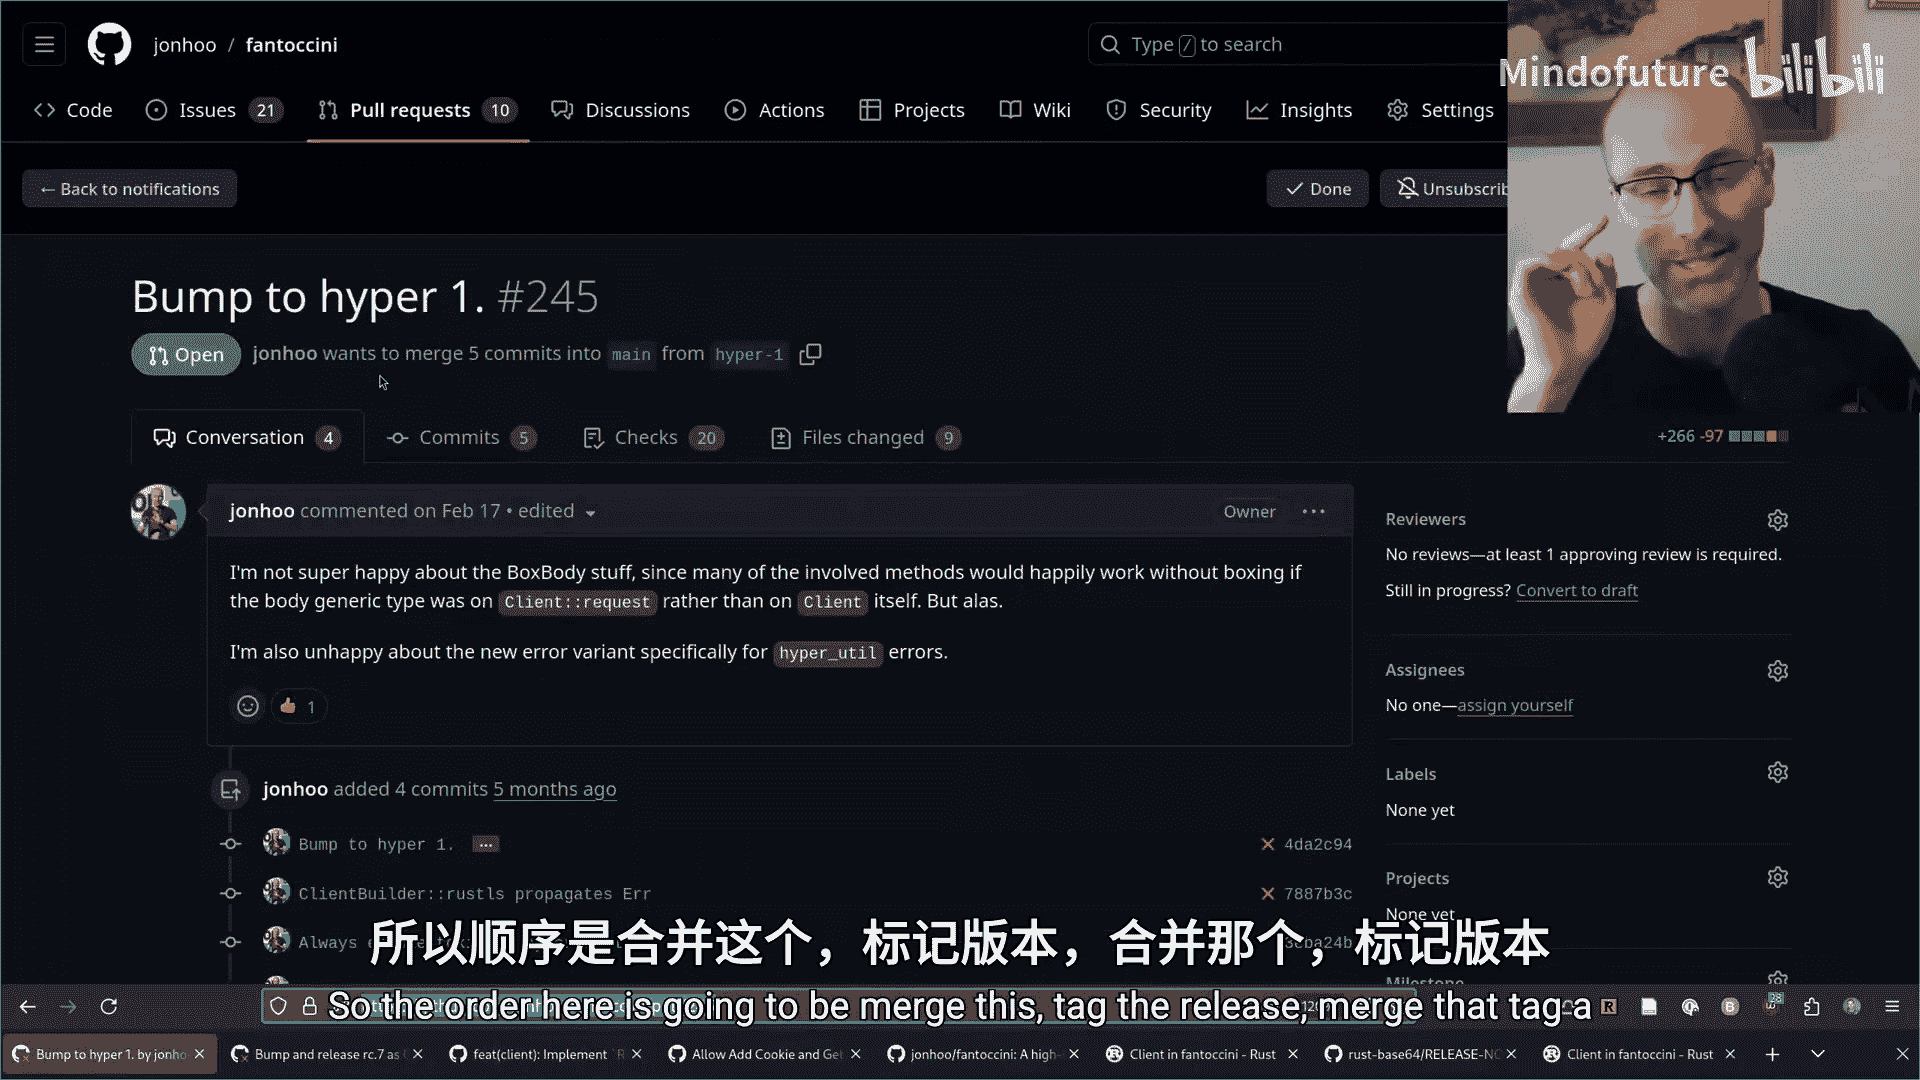 jonhoo / fantoccini
Type / to search
Mindofuture bilibili
Code
Issues 21
Pull requests 10
Discussions
Actions
Projects
Wiki
Security
Insights
Settings
← Back to notifications
Done
Unsubscrib
Bump to hyper 1. #245
Open
jonhoo wants to merge 5 commits into main from hyper-1
Conversation 4
Commits 5
Checks 20
Files changed 9
+266 -97
jonhoo commented on Feb 17 • edited
Owner
I'm not super happy about the BoxBody stuff, since many of the involved methods would happily work without boxing if
the body generic type was on Client::request rather than on Client itself. But alas.
I'm also unhappy about the new error variant specifically for hyper_util errors.
1
Reviewers
No reviews—at least 1 approving review is required.
Still in progress? Convert to draft
Assignees
No one—assign yourself
Labels
None yet
Projects
None yet
Milestone
jonhoo added 4 commits 5 months ago
Bump to hyper 1. ...
4da2c94
ClientBuilder::rustls propagates Err
7887b3c
Always
所以顺序是合并这个，标记版本，合并那个，标记版本
So the order here is going to be merge this, tag the release, merge that tag a
28
Bump to hyper 1. by jonho
Bump and release rc.7 as
feat(client): Implement `R
Allow Add Cookie and Get
jonhoo/fantoccini: A high-
Client in fantoccini - Rust
rust-base64/RELEASE-NO
Client in fantoccini - Rust